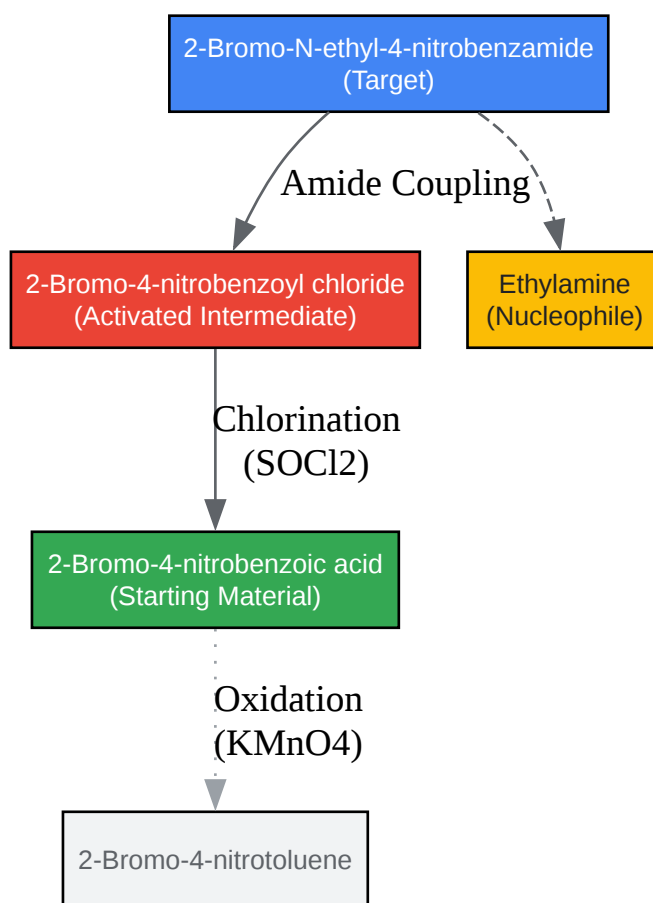 2-Bromo-N-ethyl-4-nitrobenzamide
(Target)
Amide Coupling
2-Bromo-4-nitrobenzoyl chloride
(Activated Intermediate)
Ethylamine
(Nucleophile)
Chlorination
(SOCl2)
2-Bromo-4-nitrobenzoic acid
(Starting Material)
Oxidation
(KMnO4)
2-Bromo-4-nitrotoluene